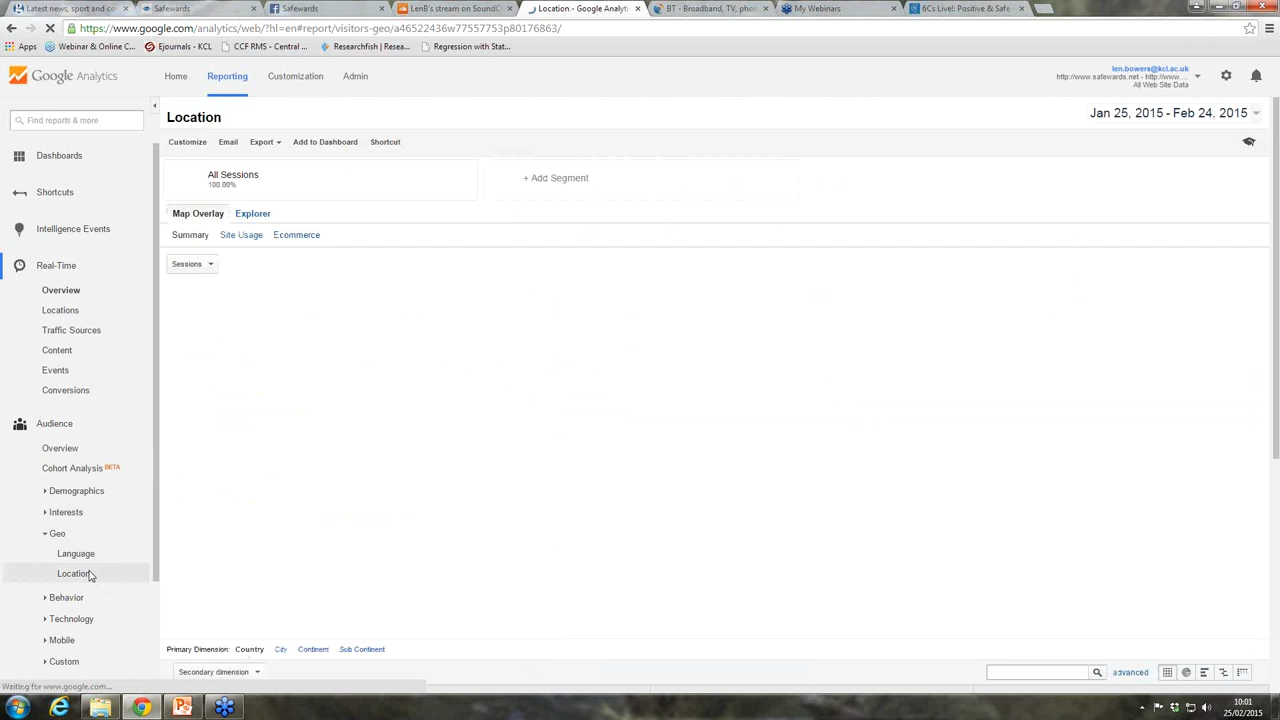 Latest news, sport and c
Safewards
Safewards
LenB's stream on SoundC
Location - Google Analyti
BT - Broadband, TV, phon
My Webinars
6Cs Live! Positive & Safe
https://www.google.com/analytics/web/?hl=en#report/visitors-geo/a46522436w77557753p80176863/
Apps
Webinar & Online C...
Ejournals - KCL
CCF RMS - Central ...
Researchfish | Resea...
Regression with Stat...
Google Analytics
Home
Reporting
Customization
Admin
len.bowers@kcl.ac.uk
http://www.safewards.net - http://www....
All Web Site Data
Find reports & more
Location
Jan 25, 2015 - Feb 24, 2015
Customize
Email
Export
Add to Dashboard
Shortcut
Dashboards
All Sessions
100.00%
+ Add Segment
Shortcuts
Map Overlay
Explorer
Intelligence Events
Summary
Site Usage
Ecommerce
Real-Time
Sessions
Overview
Locations
Traffic Sources
Content
Events
Conversions
Audience
Overview
Cohort Analysis BETA
Demographics
Interests
Geo
Language
Location
Behavior
Technology
Mobile
Custom
Primary Dimension: Country
City
Continent
Sub Continent
Secondary dimension
advanced
Waiting for www.google.com...
10:01
25/02/2015